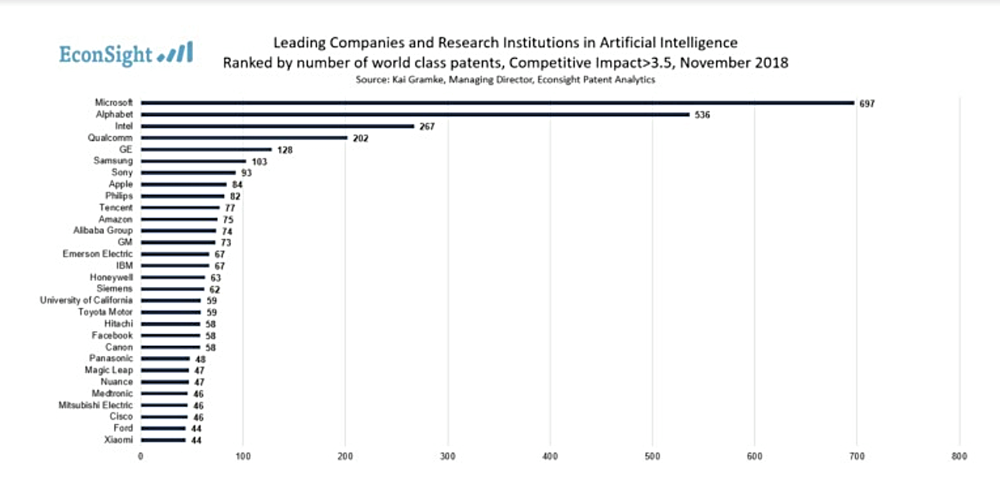 EconSight
Leading Companies and Research Institutions in Artificial Intelligence
Ranked by number of world class patents, Competitive Impact>3.5, November 2018
Source: Kai Gramke, Managing Director, Econsight Patent Analytics
Microsoft 697
Alphabet 536
Intel 267
Qualcomm 202
GE 128
Samsung 103
Sony 93
Apple 84
Philips 82
Tencent 77
Amazon 75
Alibaba Group 74
GM 73
Emerson Electric 67
IBM 67
Honeywell 63
Siemens 62
University of California 59
Toyota Motor 59
Hitachi 58
Facebook 58
Canon 58
Panasonic 48
Magic Leap 47
Nuance 47
Medtronic 46
Mitsubishi Electric 46
Cisco 46
Ford 44
Xiaomi 44
0 100 200 300 400 500 600 700 800